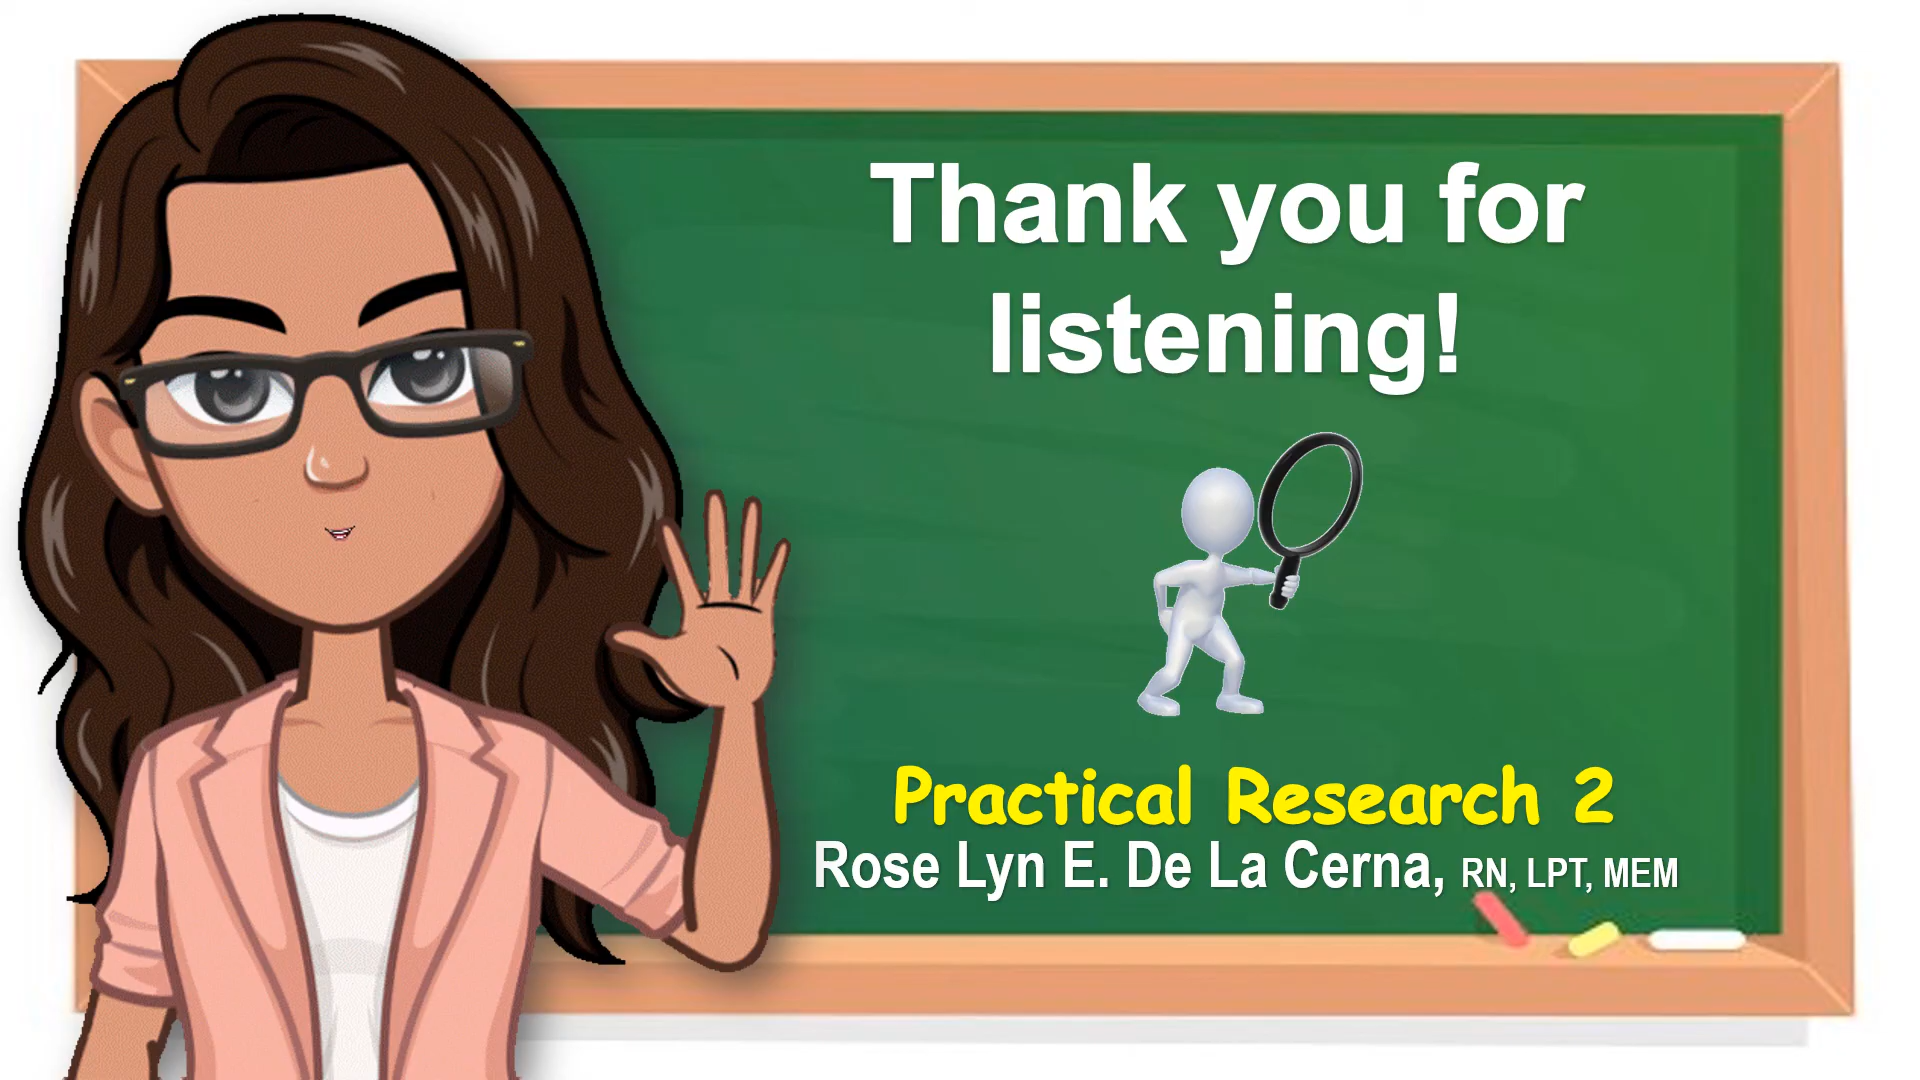 Thank you for
listening!
Practical Research 2
Rose Lyn E. De La Cerna, RN, LPT, MEM